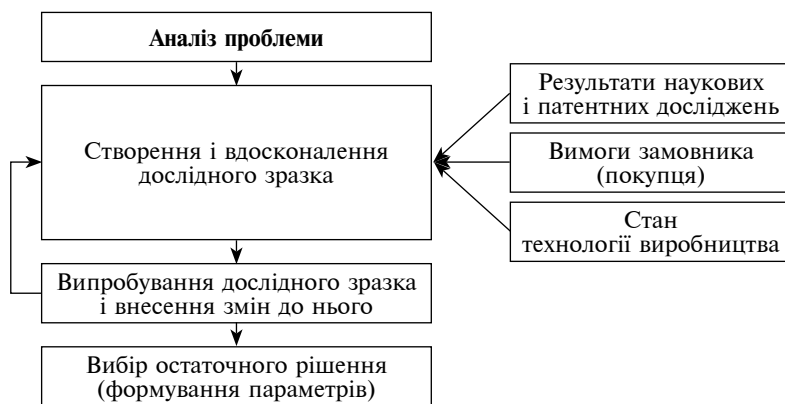 Аналіз проблеми
Створення і вдосконалення
дослідного зразка
Випробування дослідного зразка
і внесення змін до нього
Вибір остаточного рішення
(формування параметрів)
Результати наукових
і патентних досліджень
Вимоги замовника
(покупця)
Стан
технології виробництва